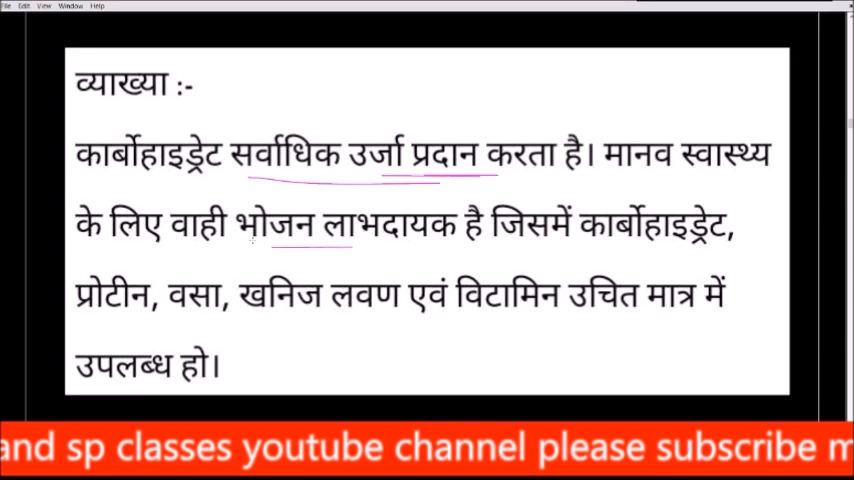 File Edit View Window Help
व्याख्या :-
कार्बोहाइड्रेट सर्वाधिक उर्जा प्रदान करता है। मानव स्वास्थ्य
के लिए वाही भोजन लाभदायक है जिसमें कार्बोहाइड्रेट,
प्रोटीन, वसा, खनिज लवण एवं विटामिन उचित मात्र में
उपलब्ध हो।
and sp classes youtube channel please subscribe m